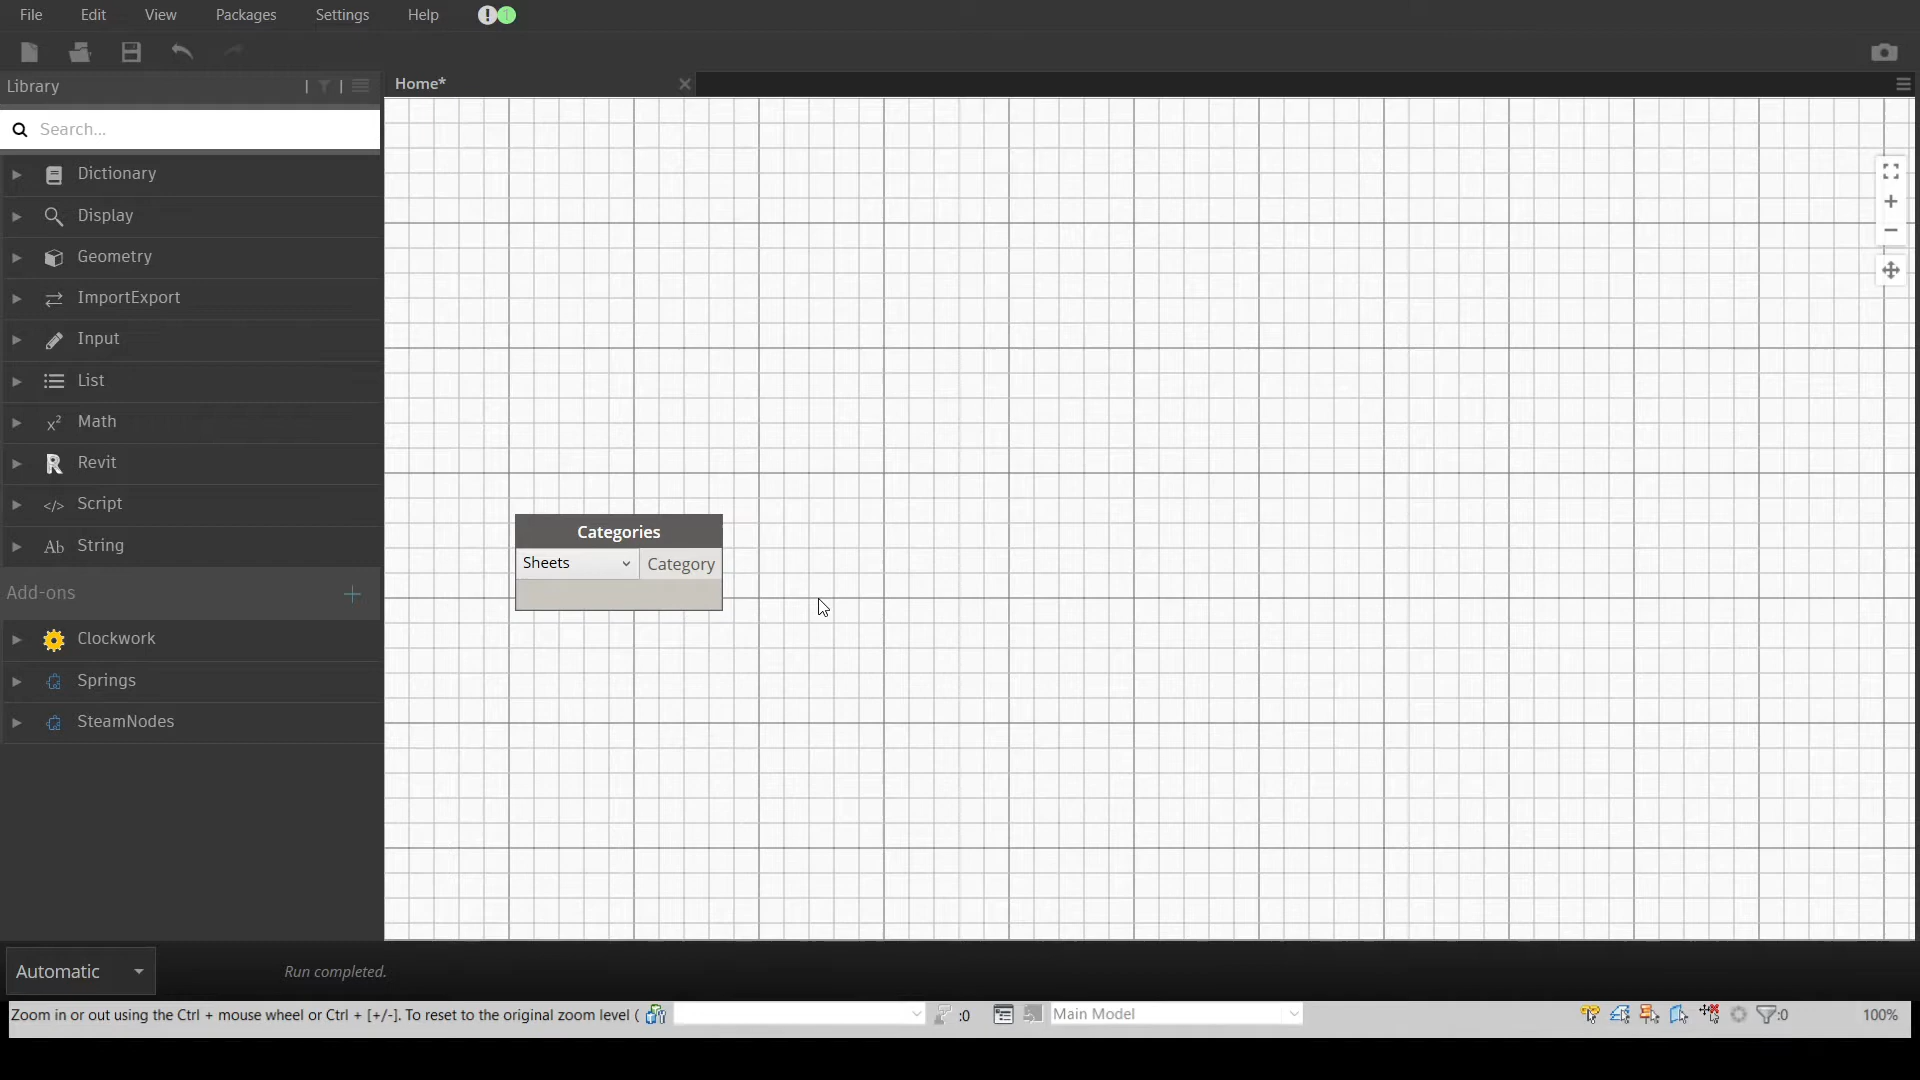 File Edit View Packages Settings Help
Library
Home*
Search...
Dictionary
Display
Geometry
ImportExport
Input
List
Math
Revit
Script
String
Categories
Sheets Category
Add-ons
Clockwork
Springs
SteamNodes
Automatic
Run completed.
Zoom in or out using the Ctrl + mouse wheel or Ctrl + [+/-]. To reset to the original zoom level ( :0 Main Model :0 100%